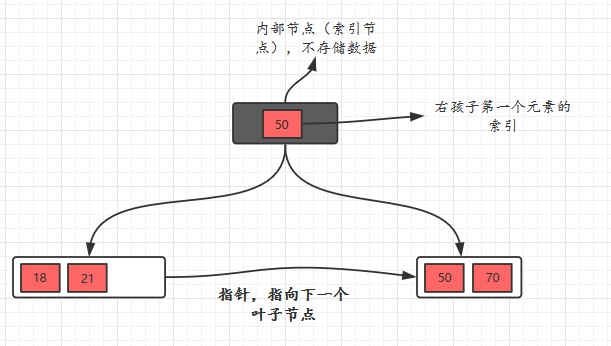 内部节点（索引节
点），不存储数据
50
右孩子第一个元素的
索引
18 21
50 70
指针，指向下一个
叶子节点